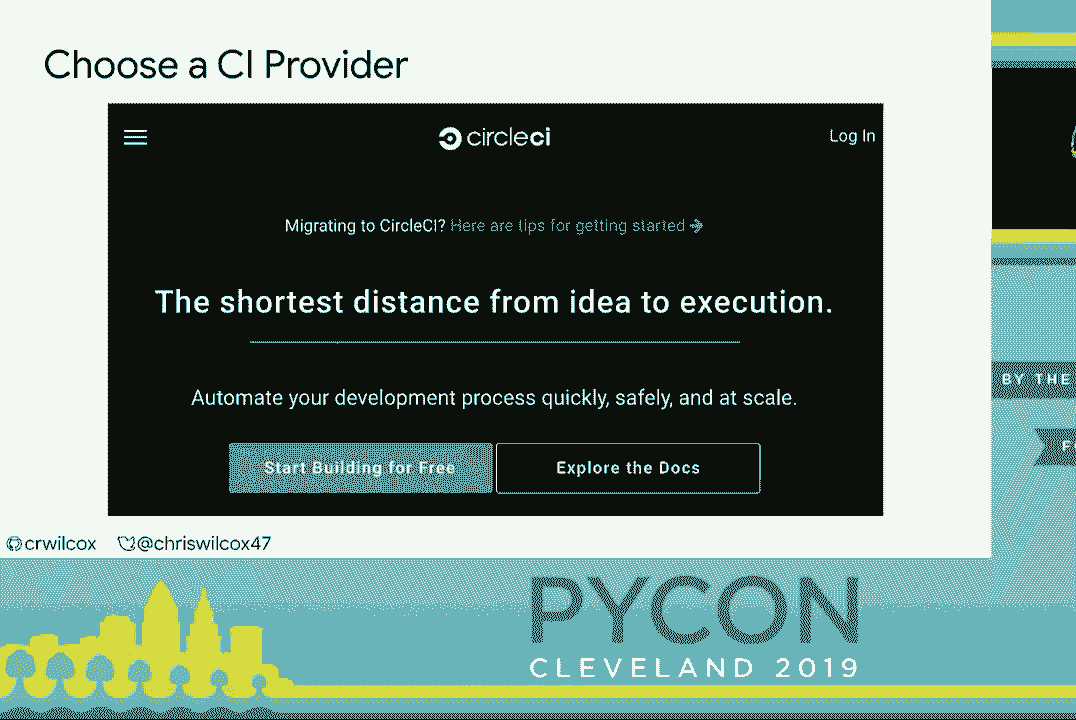 Choose a CI Provider
circleci
Log In
Migrating to CircleCI? Here are tips for getting started
The shortest distance from idea to execution.
Automate your development process quickly, safely, and at scale.
Start Building for Free
Explore the Docs
crwilcox @chriswilcox47
BY THE
PYCON
CLEVELAND 2019